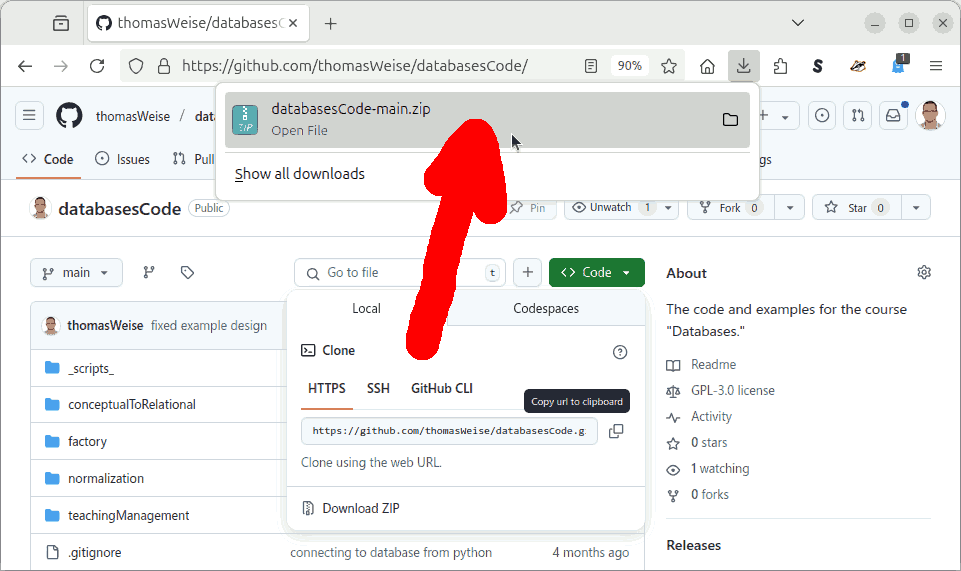 thomasWeise/databasesC
https://github.com/thomasWeise/databasesCode/
90%
1
databasesCode-main.zip
ZIP
Open File
Show all downloads
thomasWeise / dat
Code
Issues
Pull
gs
databasesCode
Public
Pin
Unwatch 1
Fork 0
Star 0
main
Go to file
t
Code
About
The code and examples for the course
"Databases."
Readme
GPL-3.0 license
Activity
0 stars
1 watching
0 forks
Releases
Local
Codespaces
Clone
HTTPS
SSH
GitHub CLI
Copy url to clipboard
https://github.com/thomasWeise/databasesCode.g
Clone using the web URL.
Download ZIP
thomasWeise fixed example design
_scripts_
conceptualToRelational
factory
normalization
teachingManagement
.gitignore
connecting to database from python
4 months ago